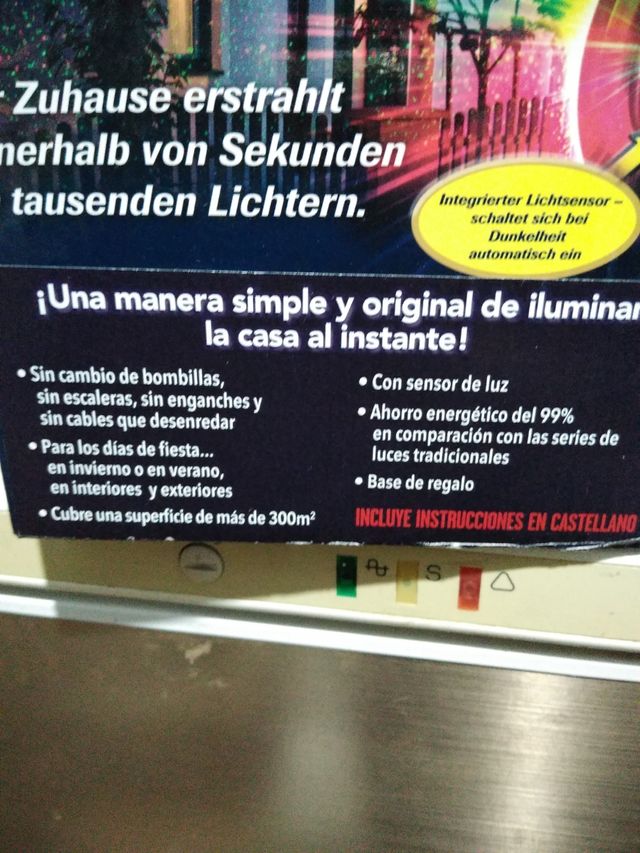 Zuhause erstrahlt
nerhalb von Sekunden
tausenden Lichtern.
Integrierter Lichtsensor –
schaltet sich bei
Dunkelheit
automatisch ein
¡Una manera simple y original de iluminar
la casa al instante!
• Sin cambio de bombillas,
sin escaleras, sin enganches y
sin cables que desenredar
• Para los días de fiesta...
en invierno o en verano,
en interiores y exteriores
• Cubre una superficie de más de 300m²
• Con sensor de luz
• Ahorro energético del 99%
en comparación con las series de
luces tradicionales
• Base de regalo
INCLUYE INSTRUCCIONES EN CASTELLANO
S